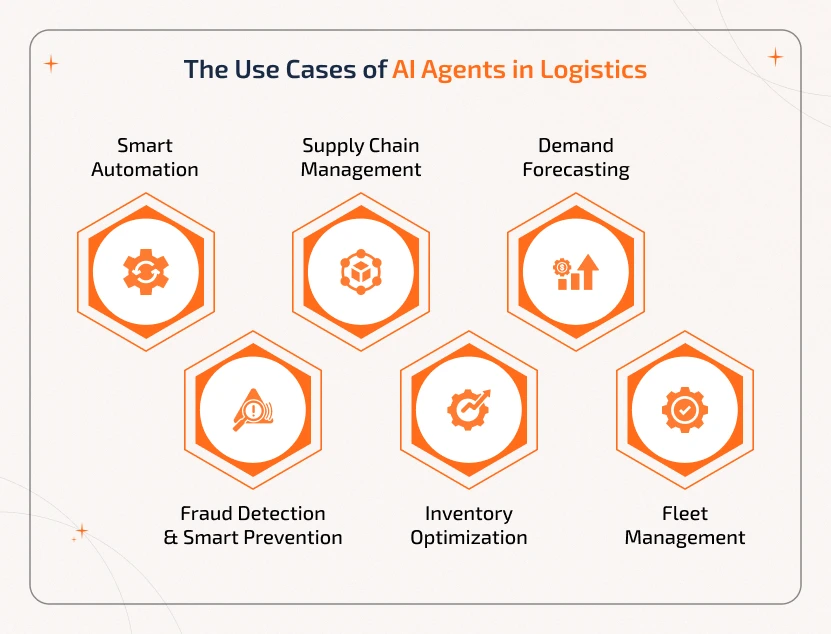 The Use Cases of AI Agents in Logistics
Smart
Automation
Supply Chain
Management
Demand
Forecasting
Fraud Detection
& Smart Prevention
Inventory
Optimization
Fleet
Management